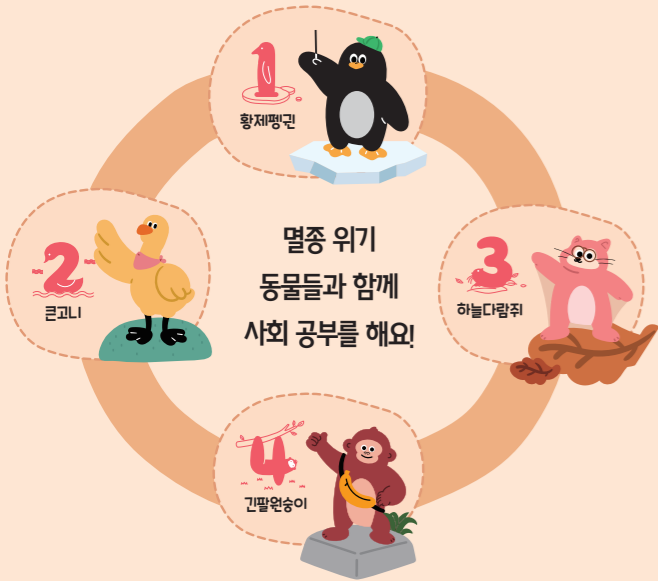 1
황제펭귄
2
큰고니
멸종 위기
동물들과 함께
사회 공부를 해요!
3
하늘다람쥐
4
긴팔원숭이